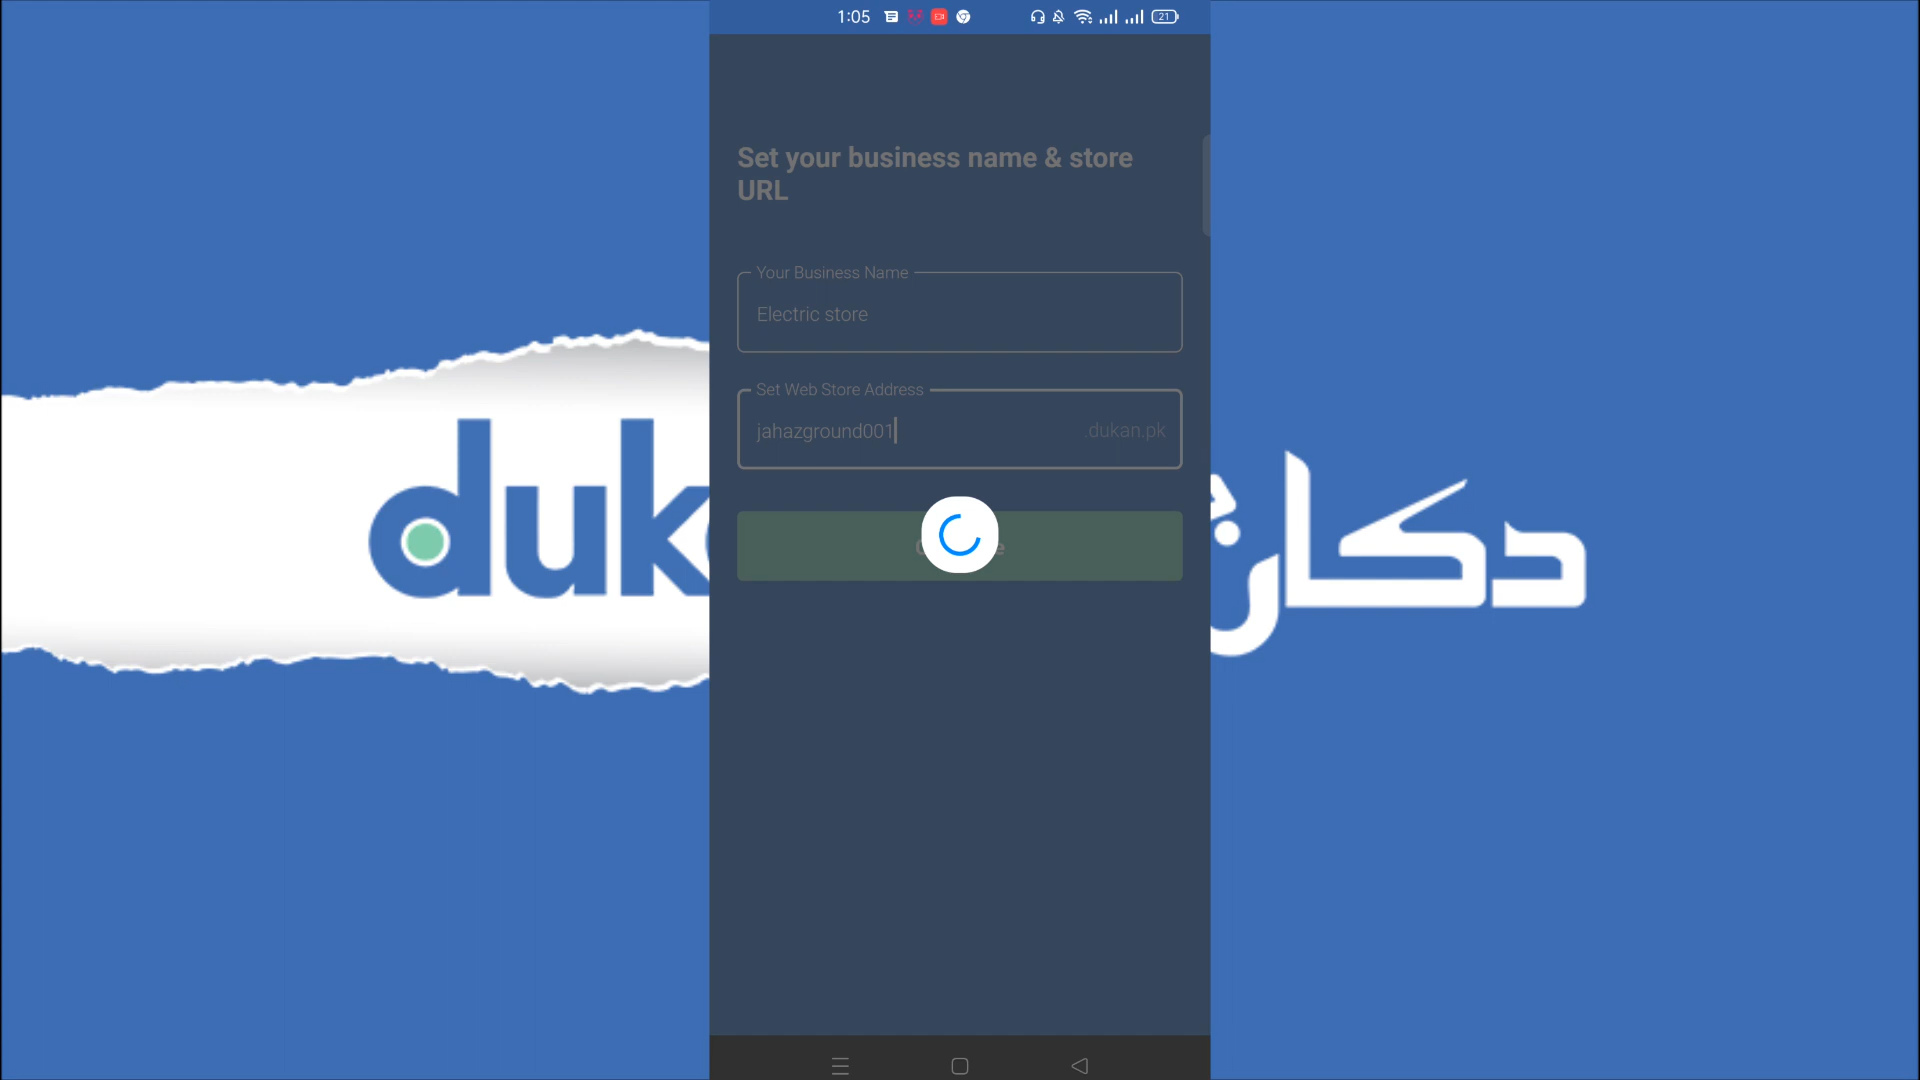 1:05
21
Set your business name & store
URL
Your Business Name
Electric store
Set Web Store Address
jahazground001
.dukan.pk
duk
دکان